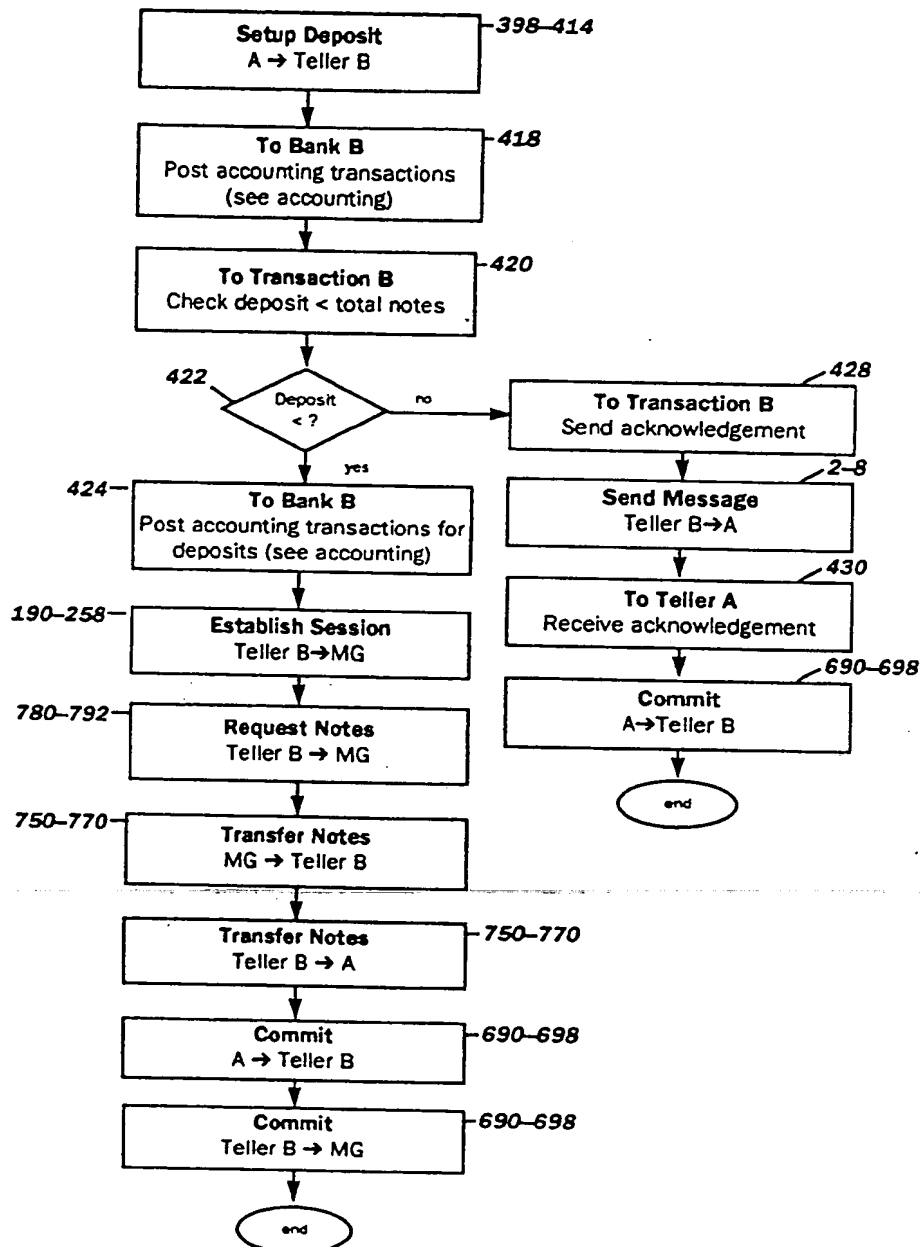 Setup Deposit
A → Teller B
398–414
To Bank B
Post accounting transactions
(see accounting)
418
To Transaction B
Check deposit < total notes
420
422
Deposit
< ?
no
yes
428
To Transaction B
Send acknowledgement
2–8
Send Message
Teller B→A
430
To Teller A
Receive acknowledgement
690–698
Commit
A→Teller B
end
424
To Bank B
Post accounting transactions for
deposits (see accounting)
190–258
Establish Session
Teller B→MG
780–792
Request Notes
Teller B → MG
750–770
Transfer Notes
MG → Teller B
Transfer Notes
Teller B → A
750–770
Commit
A → Teller B
690–698
Commit
Teller B → MG
690–698
end